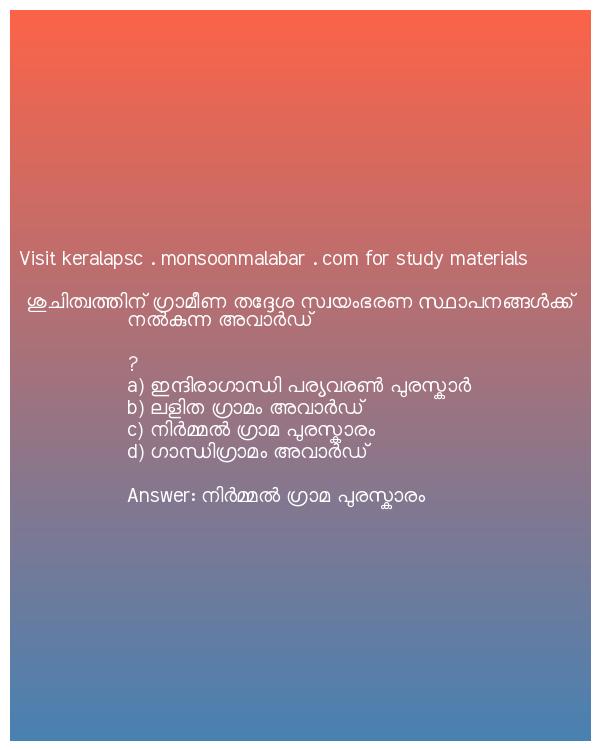 Visit keralapsc . monsoonmalabar . com for study materials
ശുചിത്വത്തിന് ഗ്രാമീണ തദ്ദേശ സ്വയംഭരണ സ്ഥാപനങ്ങൾക്ക്
നൽകുന്ന അവാർഡ്
?
a) ഇന്ദിരാഗാന്ധി പര്യവരൺ പുരസ്കാർ
b) ലളിത ഗ്രാമം അവാർഡ്
c) നിർമ്മൽ ഗ്രാമ പുരസ്കാരം
d) ഗാന്ധിഗ്രാമം അവാർഡ്
Answer: നിർമ്മൽ ഗ്രാമ പുരസ്കാരം